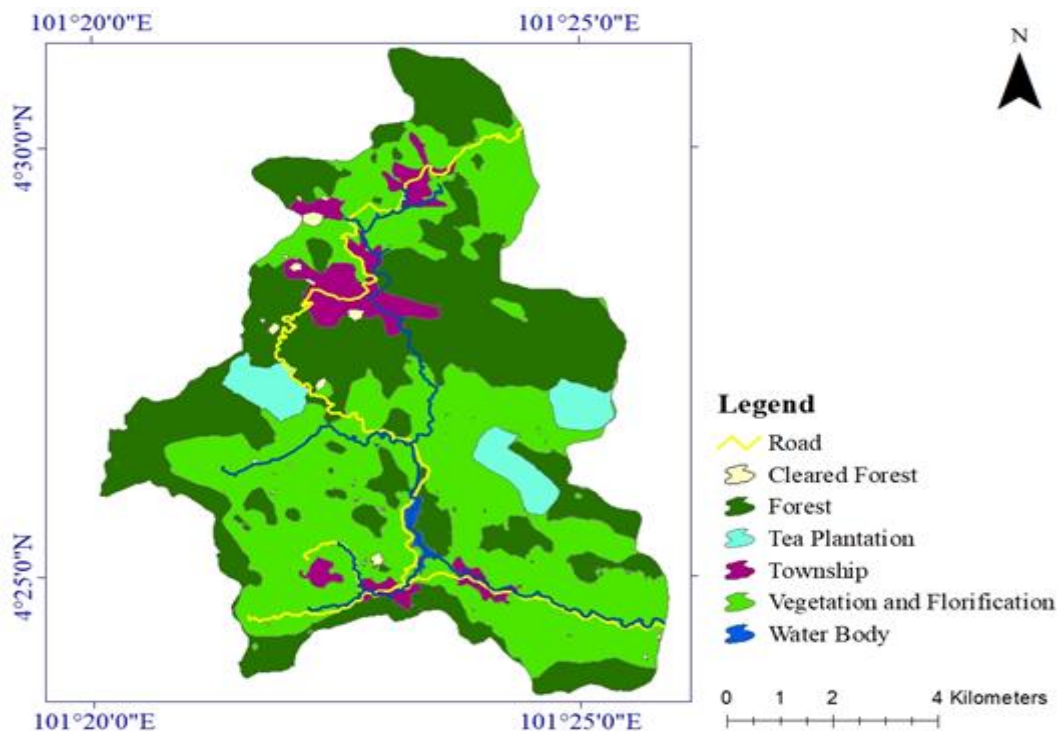 101°20'0"E 101°25'0"E
N
4°30'0"N
4°25'0"N
Legend
Road
Cleared Forest
Forest
Tea Plantation
Township
Vegetation and Florification
Water Body
0 2 4 Kilometers
101°20'0"E 101°25'0"E